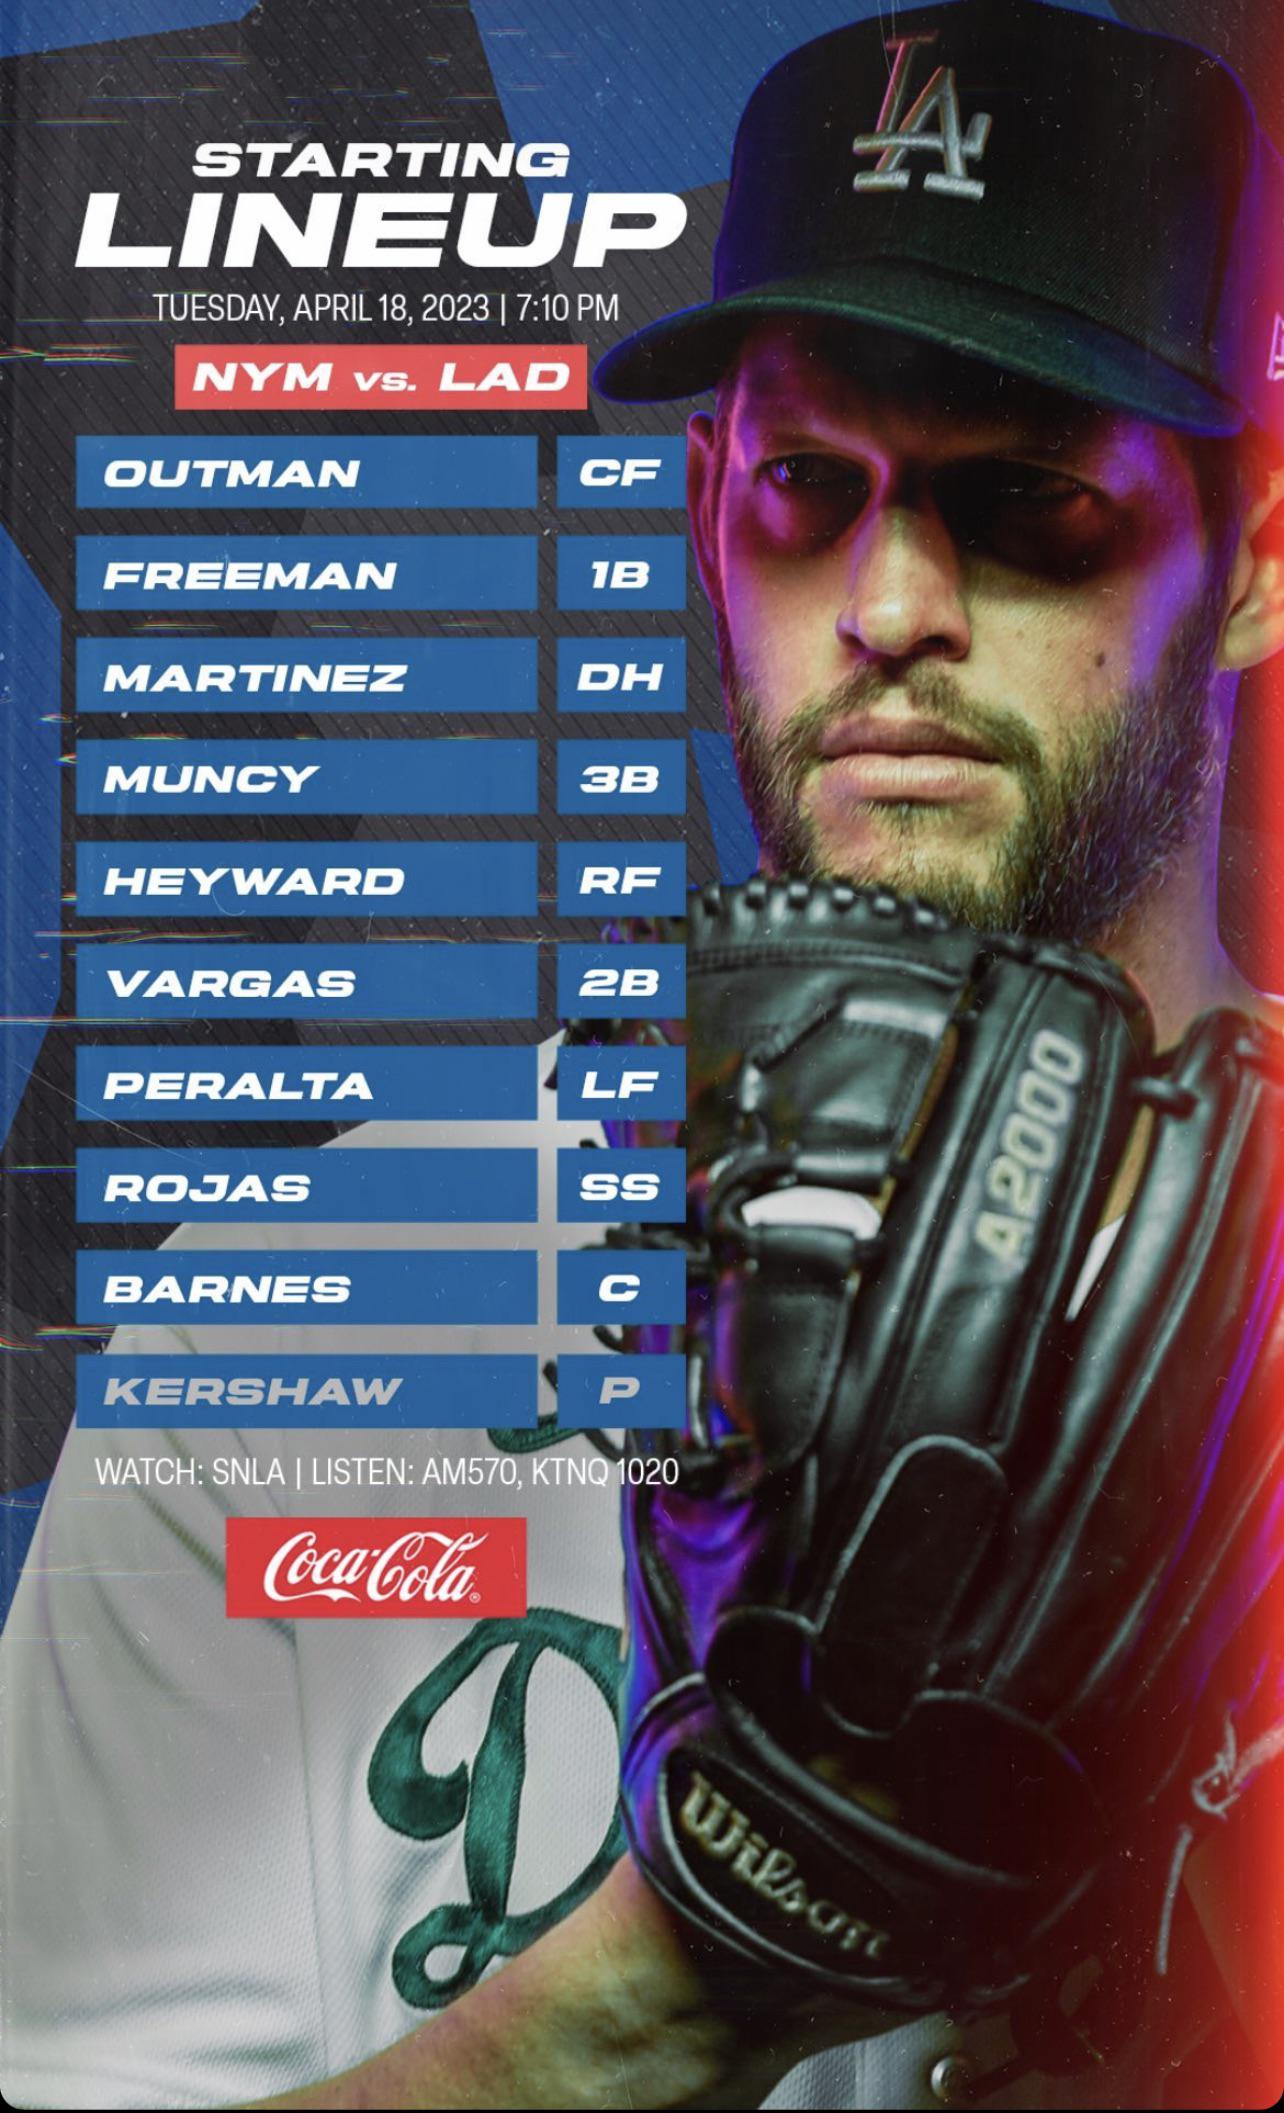 STARTING
LINEUP
TUESDAY, APRIL 18, 2023 | 7:10 PM
NYM vs. LAD
OUTMAN CF
FREEMAN 1B
MARTINEZ DH
MUNCY 3B
HEYWARD RF
VARGAS 2B
PERALTA LF
ROJAS SS
BARNES C
KERSHAW P
WATCH: SNLA | LISTEN: AM570, KTNQ 1020
Coca-Cola®
LA
A2000
D
Wilson